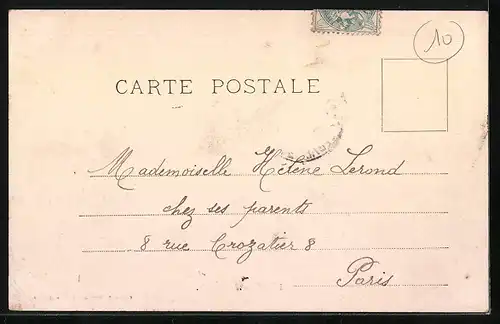 10
CARTE POSTALE
Mademoiselle Hélène Lerond
chez ses parents
8 rue Crozatier 8
Paris